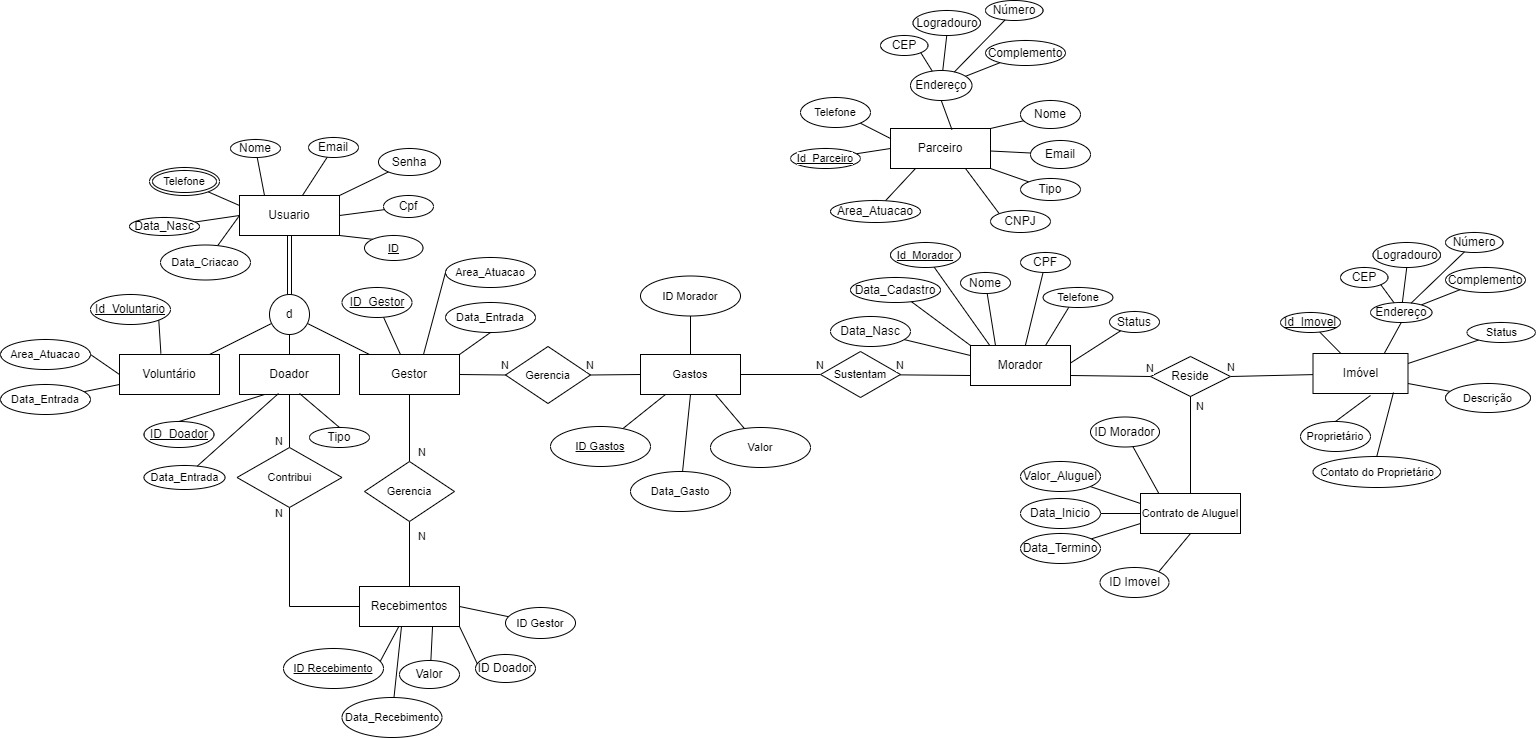 Número
Logradouro
CEP
Complemento
Endereço
Telefone
Nome
Parceiro
Id_Parceiro
Email
Tipo
Area_Atuacao
CNPJ
Nome
Email
Senha
Telefone
Cpf
Usuario
Data_Nasc
ID
Data_Criacao
d
Id_Voluntario
Area_Atuacao
Voluntário
Data_Entrada
Doador
ID_Doador
Tipo
Data_Entrada
Area_Atuacao
ID_Gestor
Data_Entrada
Gestor
N
Gerencia
N
ID Morador
Gastos
ID Gastos
Valor
Data_Gasto
N
Sustentam
N
Id_Morador
CPF
Data_Cadastro
Nome
Telefone
Data_Nasc
Status
Morador
N
Reside
N
N
Número
Logradouro
CEP
Complemento
Endereço
Id_Imovel
Status
Imóvel
Descrição
Proprietário
Contato do Proprietário
ID Morador
Valor_Aluguel
Data_Inicio
Contrato de Aluguel
Data_Termino
ID Imovel
N
Contribui
N
N
Gerencia
N
Recebimentos
ID Gestor
ID Recebimento
Valor
ID Doador
Data_Recebimento